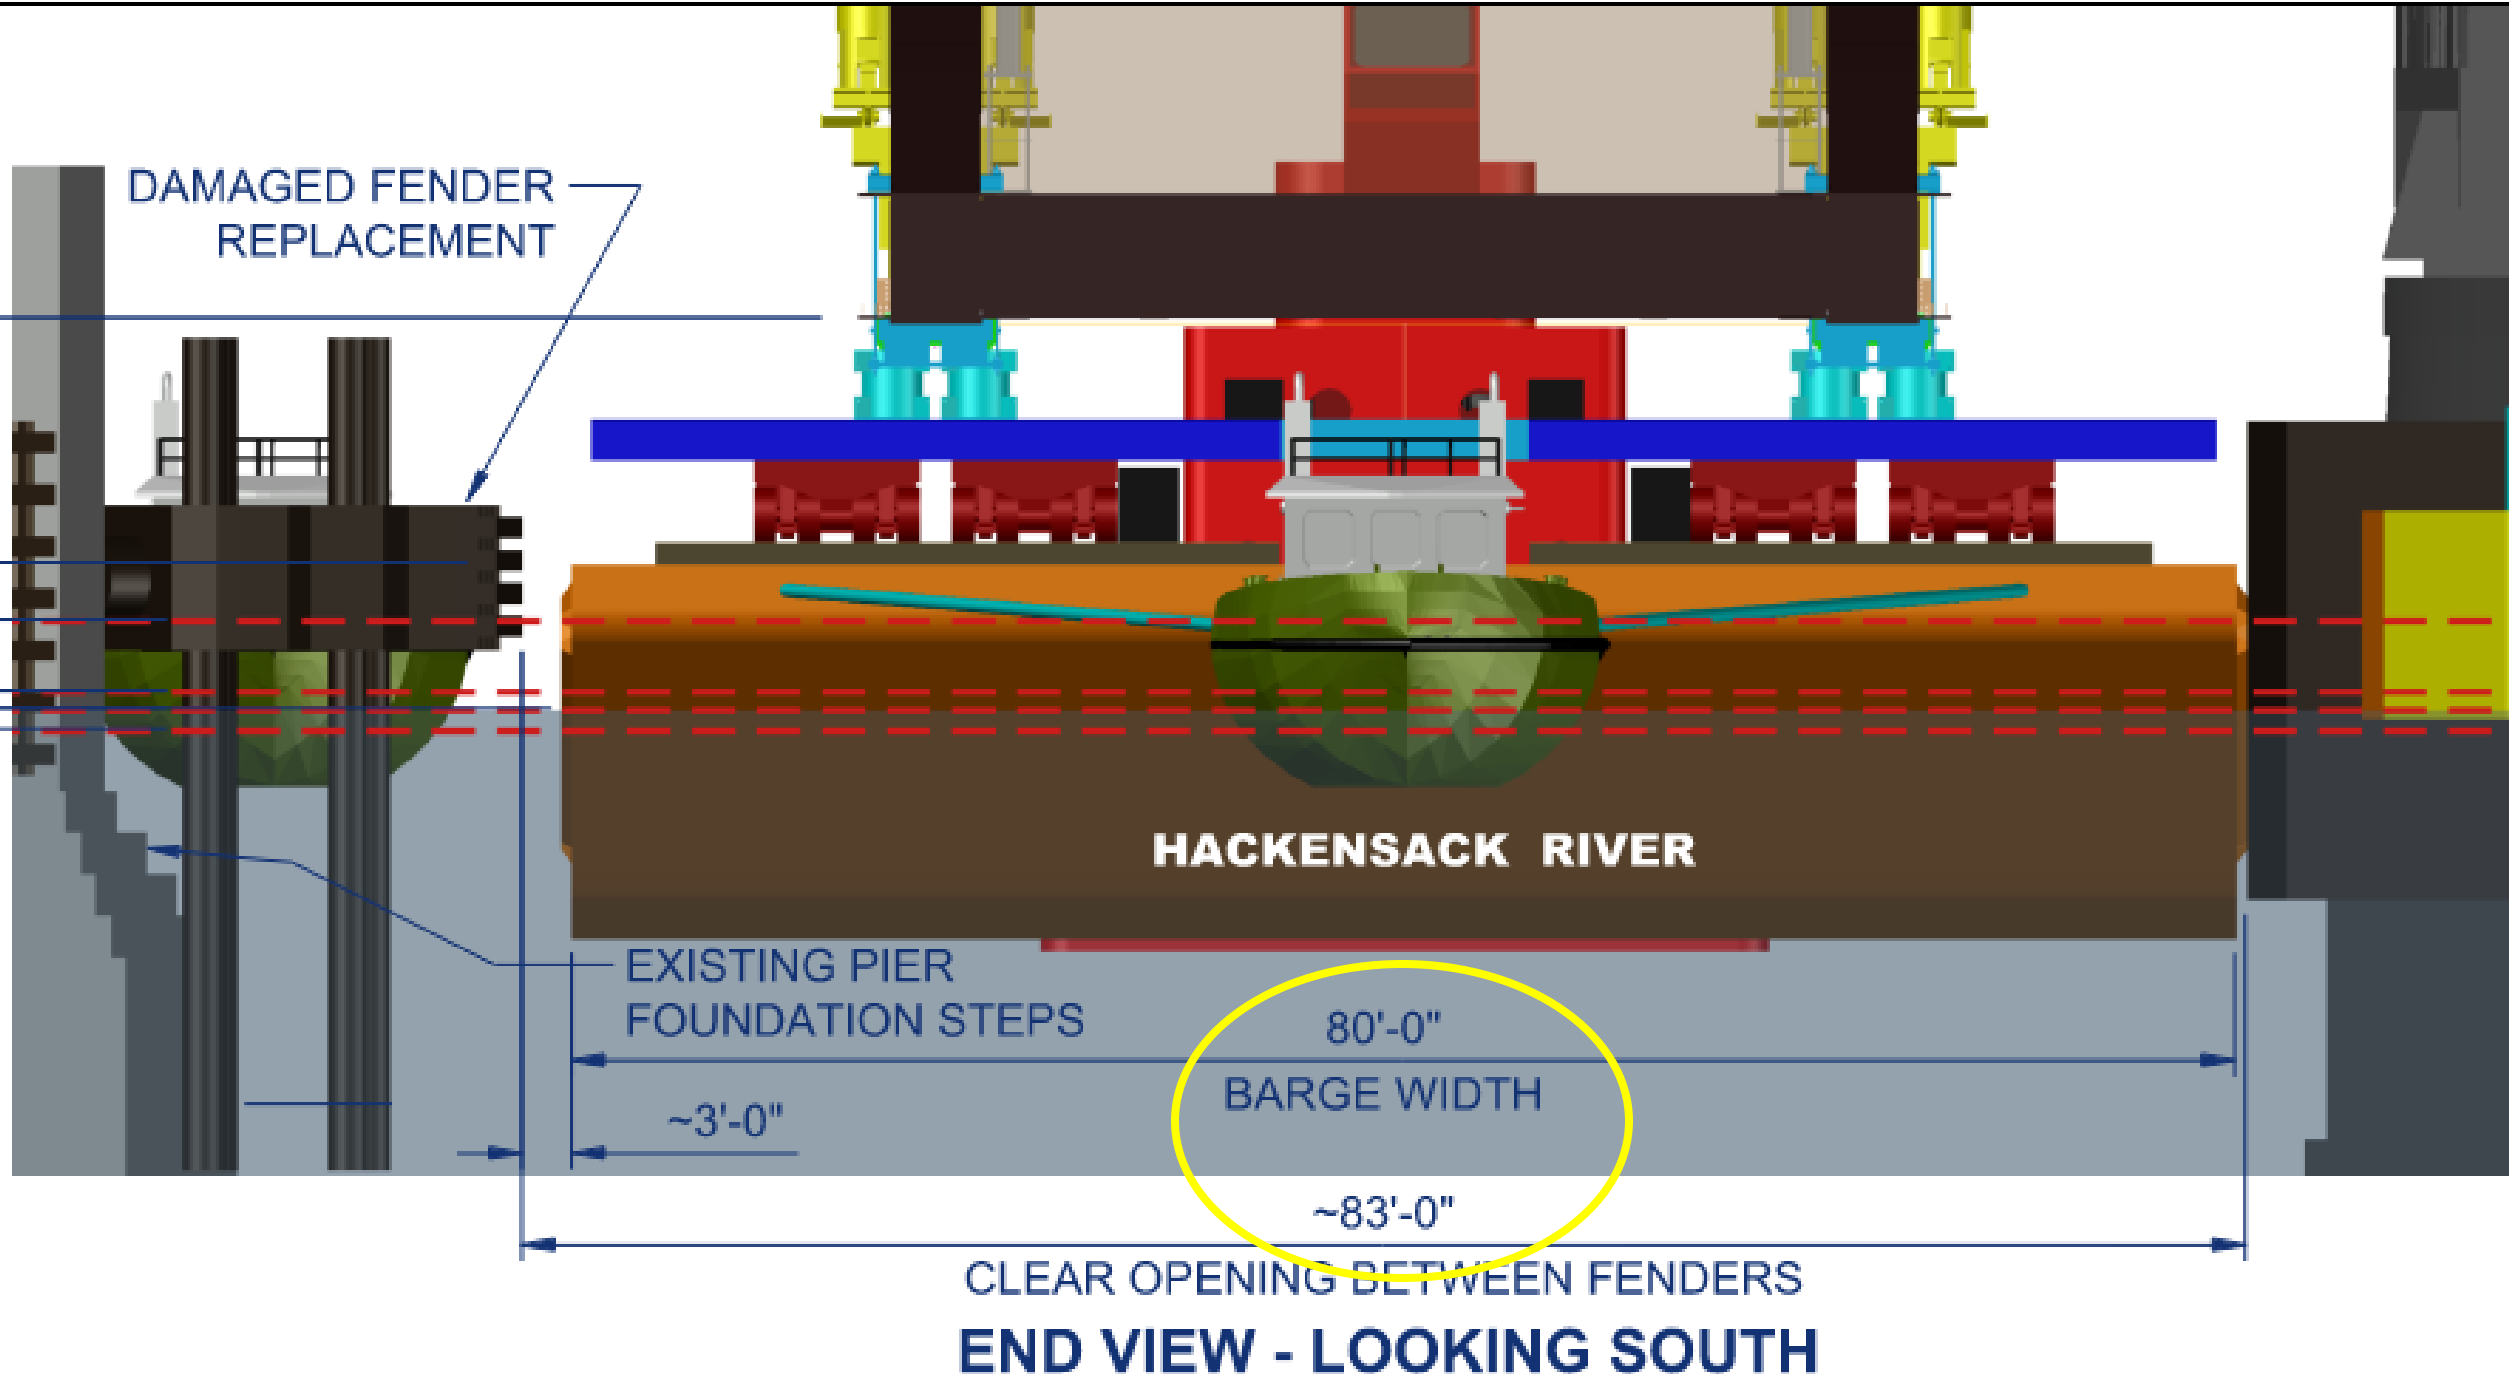 DAMAGED FENDER
REPLACEMENT
HACKENSACK RIVER
EXISTING PIER
FOUNDATION STEPS
80'-0"
BARGE WIDTH
~3'-0"
~83'-0"
CLEAR OPENING BETWEEN FENDERS
END VIEW - LOOKING SOUTH